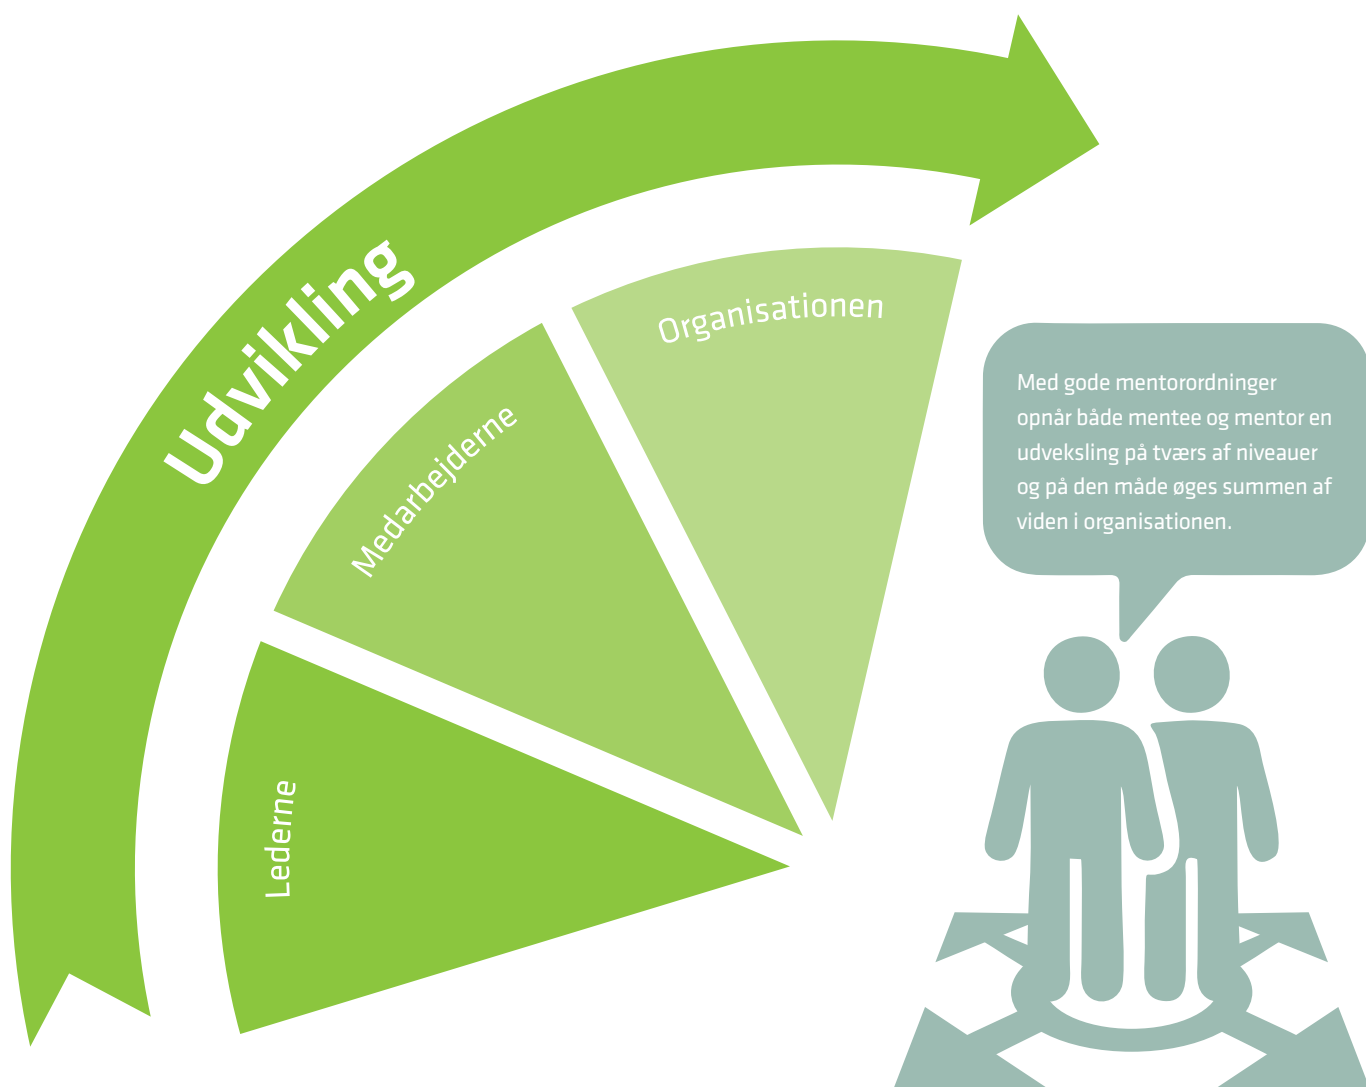 Udvikling
Organisationen
Medarbejderne
Lederne
Med gode mentorordninger
opnår både mentee og mentor en
udveksling på tværs af niveauer
og på den måde øges summen af
viden i organisationen.